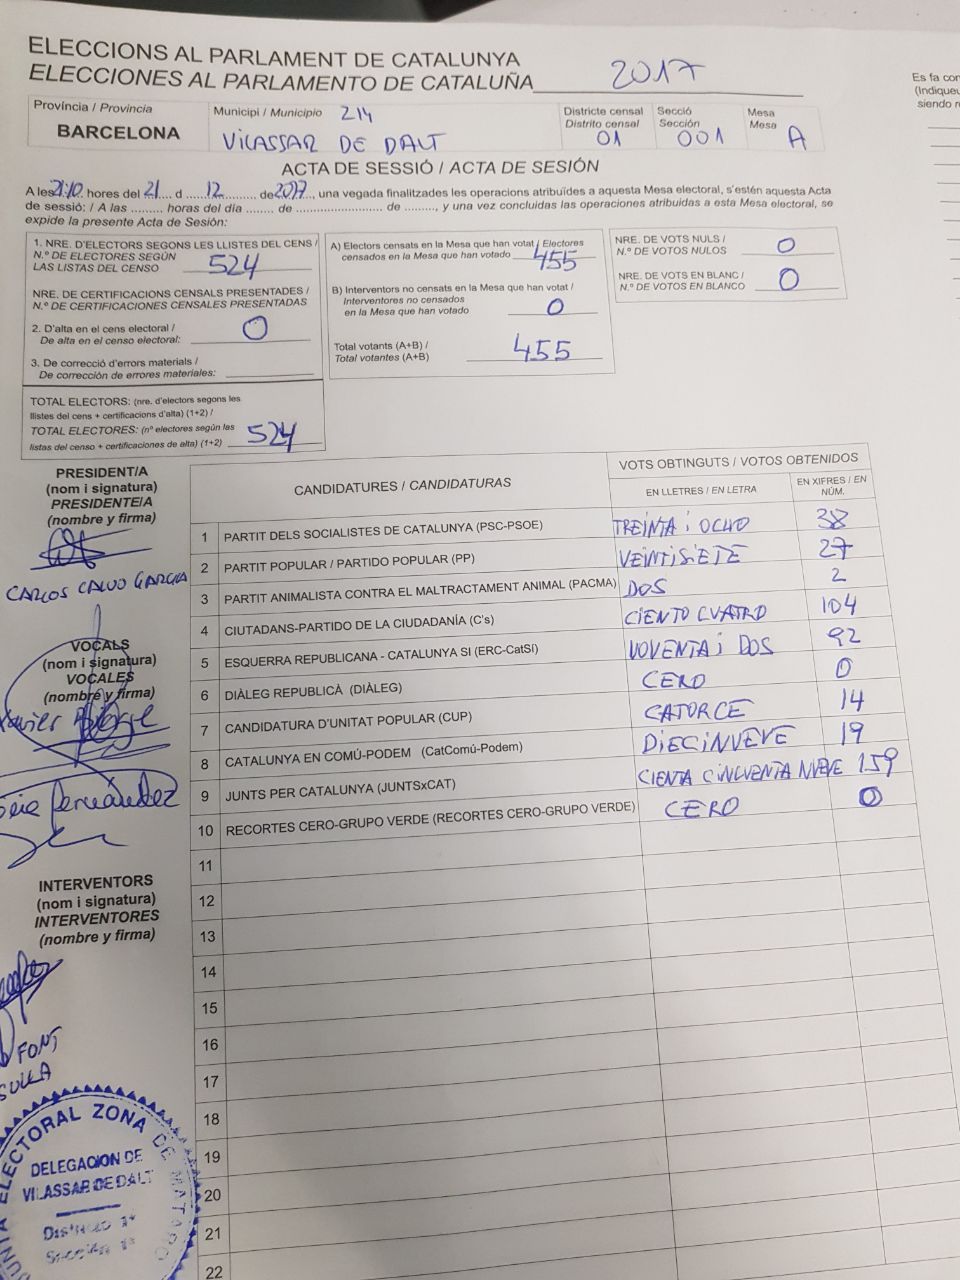 ELECCIONS AL PARLAMENT DE CATALUNYA
ELECCIONES AL PARLAMENTO DE CATALUÑA 2017
Es fa con
(Indiqueu
siendo r
Província / Provincia
BARCELONA
Municipi / Municipio 214
ViLASSAR DE DALT
Districte censal
Distrito censal
01
Secció
Sección
001
Mesa
Mesa
A
ACTA DE SESSIÓ / ACTA DE SESIÓN
A les 21:10 hores del 21 d 12 de 2017, una vegada finalitzades les operacions atribuïdes a aquesta Mesa electoral, s'estén aquesta Acta
de sessió: / A las ......... horas del día ........ de ......................... de ........., y una vez concluidas las operaciones atribuidas a esta Mesa electoral, se
expide la presente Acta de Sesión:
1. NRE. D'ELECTORS SEGONS LES LLISTES DEL CENS /
N.º DE ELECTORES SEGÚN
LAS LISTAS DEL CENSO 524
NRE. DE CERTIFICACIONS CENSALS PRESENTADES /
N.º DE CERTIFICACIONES CENSALES PRESENTADAS
2. D'alta en el cens electoral /
De alta en el censo electoral: 0
3. De correcció d'errors materials /
De corrección de errores materiales:
TOTAL ELECTORS: (nre. d'electors segons les
llistes del cens + certificacions d'alta) (1+2) /
TOTAL ELECTORES: (nº electores según las
listas del censo + certificaciones de alta) (1+2) 524
A) Electors censats en la Mesa que han votat / Electores
censados en la Mesa que han votado 455
B) Interventors no censats en la Mesa que han votat /
Interventores no censados
en la Mesa que han votado 0
Total votants (A+B) /
Total votantes (A+B) 455
NRE. DE VOTS NULS /
N.º DE VOTOS NULOS 0
NRE. DE VOTS EN BLANC /
N.º DE VOTOS EN BLANCO 0
PRESIDENT/A
(nom i signatura)
PRESIDENTE/A
(nombre y firma)
CARLOS CALVO GARCIA
VOCALS
(nom i signatura)
VOCALES
(nombre y firma)
Fernández
INTERVENTORS
(nom i signatura)
INTERVENTORES
(nombre y firma)
FONT
CANDIDATURES / CANDIDATURAS
VOTS OBTINGUTS / VOTOS OBTENIDOS
EN LLETRES / EN LETRA
EN XIFRES / EN
NÚM.
1 PARTIT DELS SOCIALISTES DE CATALUNYA (PSC-PSOE) TREINTA i OCHO 38
2 PARTIT POPULAR / PARTIDO POPULAR (PP) VEINTISIETE 27
3 PARTIT ANIMALISTA CONTRA EL MALTRACTAMENT ANIMAL (PACMA) DOS 2
4 CIUTADANS-PARTIDO DE LA CIUDADANÍA (C's) CIENTO CUATRO 104
5 ESQUERRA REPUBLICANA - CATALUNYA SI (ERC-CatSí) NOVENTA i DOS 92
6 DIÀLEG REPUBLICÀ (DIÀLEG) CERO 0
7 CANDIDATURA D'UNITAT POPULAR (CUP) CATORCE 14
8 CATALUNYA EN COMÚ-PODEM (CatComú-Podem) DiECiNUEVE 19
9 JUNTS PER CATALUNYA (JUNTSxCAT) CIENTA CINCUENTA NUEVE 159
10 RECORTES CERO-GRUPO VERDE (RECORTES CERO-GRUPO VERDE) CERO 0
11
12
13
14
15
16
17
18
19
20
21
22
JUNTA ELECTORAL ZONA DE MATARO
DELEGACION DE
VILASSAR DE DALT
Distrito 1º
Sección 1ª